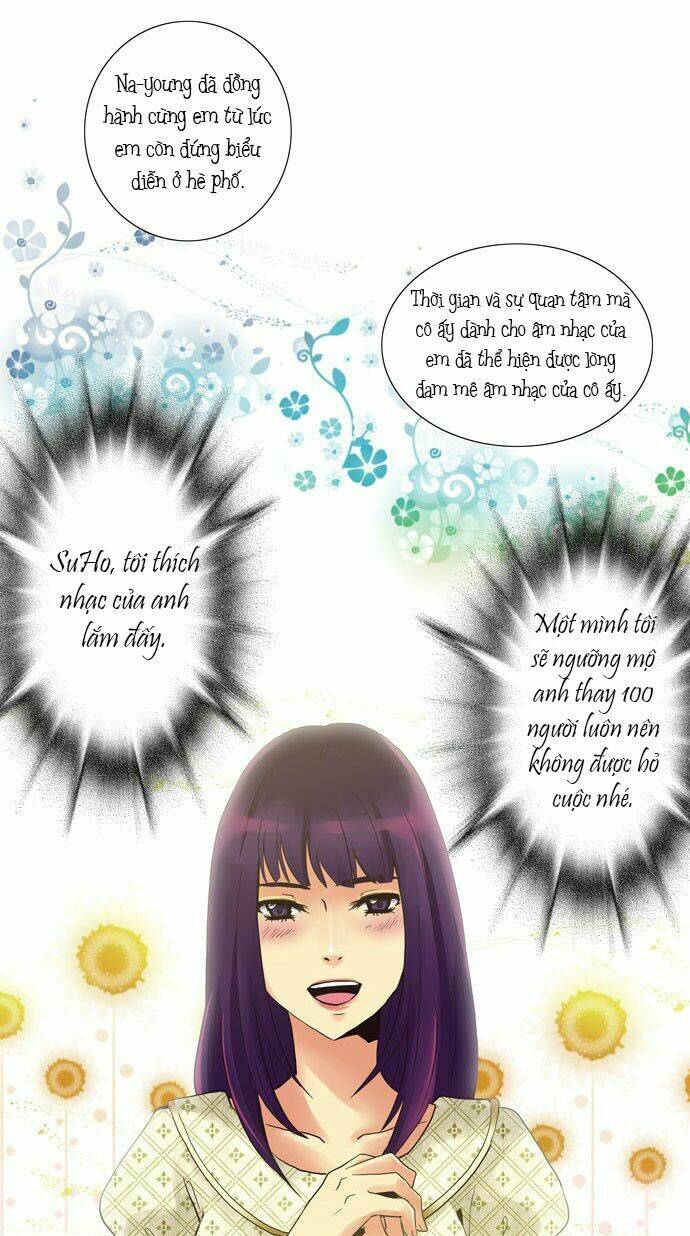 Na-young đã đồng
hành cùng em từ lúc
em còn đứng biểu
diễn ở hè phố.
Thời gian và sự quan tâm mà
cô ấy dành cho âm nhạc của
em đã thể hiện được lòng
đam mê âm nhạc của cô ấy.
SuHo, tôi thích
nhạc của anh
lắm đấy.
Một mình tôi
sẽ ngưỡng mộ
anh thay 100
người luôn nên
không được bỏ
cuộc nhé.